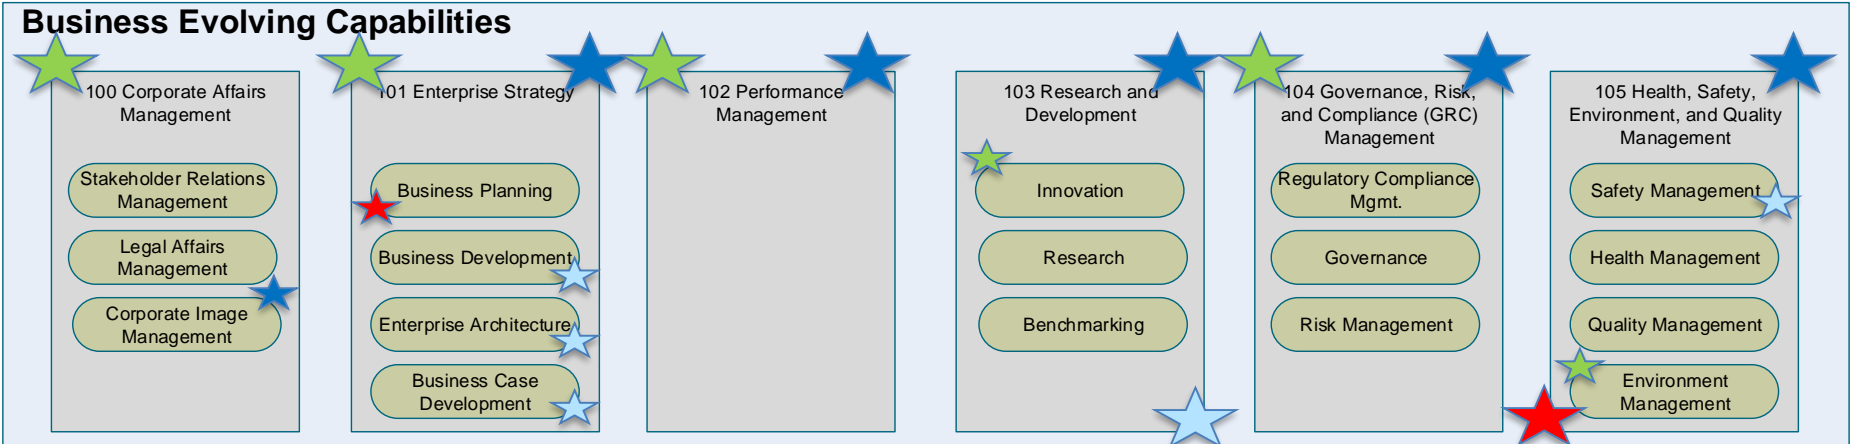 Business Evolving Capabilities
100 Corporate Affairs
Management
Stakeholder Relations
Management
Legal Affairs
Management
Corporate Image
Management
101 Enterprise Strategy
Business Planning
Business Development
Enterprise Architecture
Business Case
Development
102 Performance
Management
103 Research and
Development
Innovation
Research
Benchmarking
104 Governance, Risk,
and Compliance (GRC)
Management
Regulatory Compliance
Mgmt.
Governance
Risk Management
105 Health, Safety,
Environment, and Quality
Management
Safety Management
Health Management
Quality Management
Environment
Management